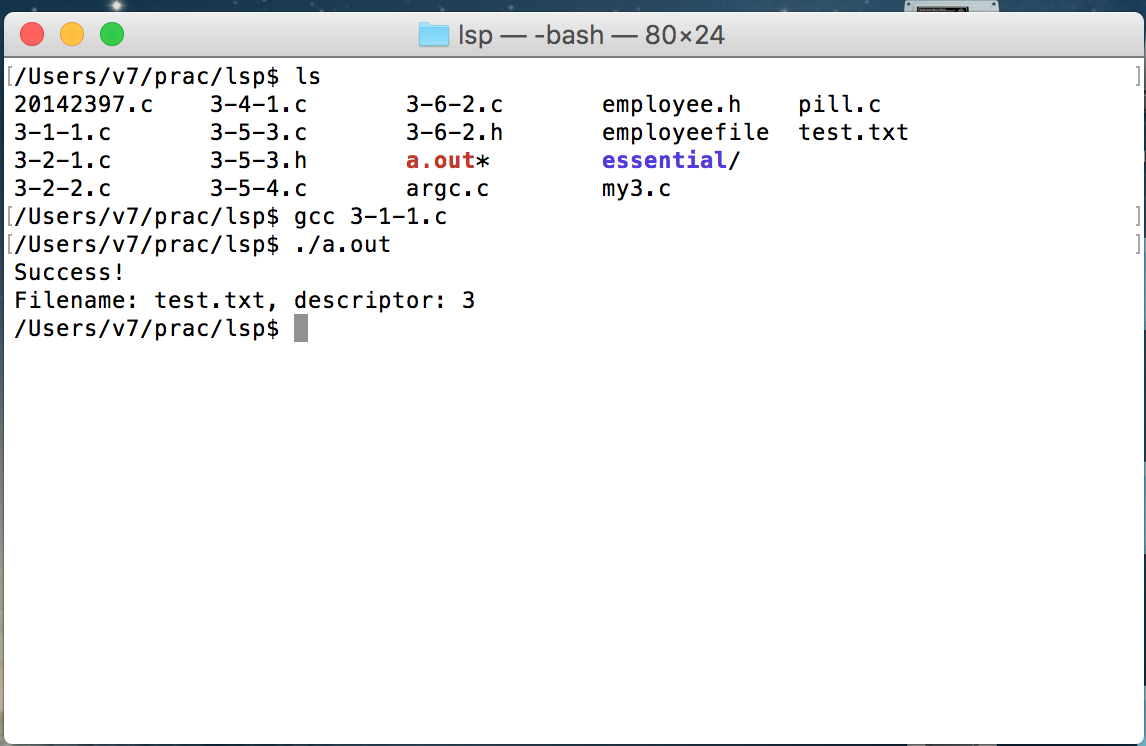 lsp — -bash — 80×24
/Users/v7/prac/lsp$ ls
20142397.c    3-4-1.c       3-6-2.c       employee.h    pill.c
3-1-1.c       3-5-3.c       3-6-2.h       employeefile  test.txt
3-2-1.c       3-5-3.h       a.out*        essential/
3-2-2.c       3-5-4.c       argc.c        my3.c
/Users/v7/prac/lsp$ gcc 3-1-1.c
/Users/v7/prac/lsp$ ./a.out
Success!
Filename: test.txt, descriptor: 3
/Users/v7/prac/lsp$